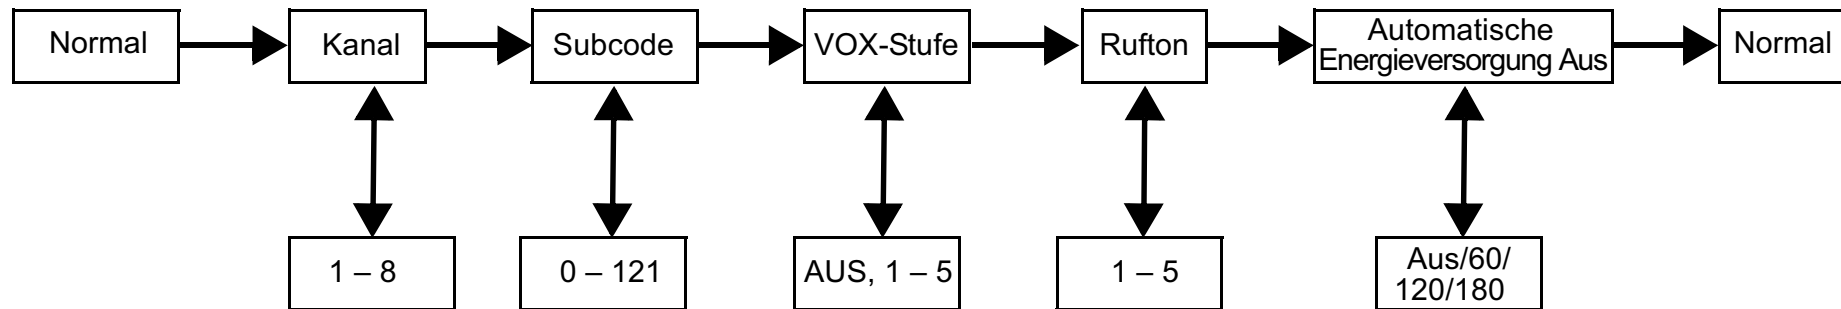 Normal
Kanal
Subcode
VOX-Stufe
Rufton
Automatische
Energieversorgung Aus
Normal
1 – 8
0 – 121
AUS, 1 – 5
1 – 5
Aus/60/
120/180